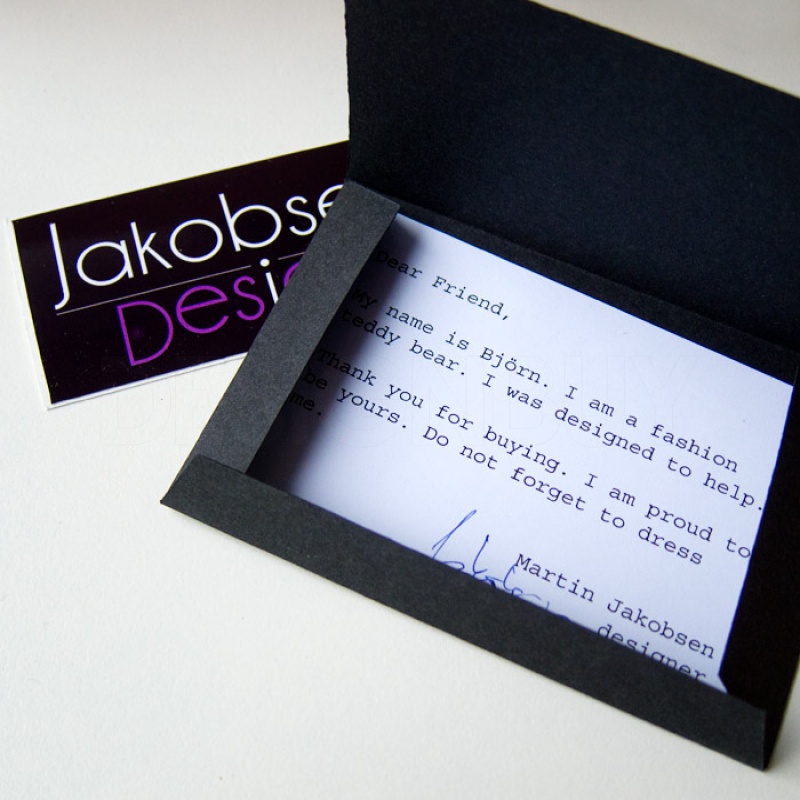 Jakobse
Desi
Dear Friend,
My name is Björn. I am a fashion
teddy bear. I was designed to help.
Thank you for buying. I am proud to
be yours. Do not forget to dress
me.
Martin Jakobsen
designer